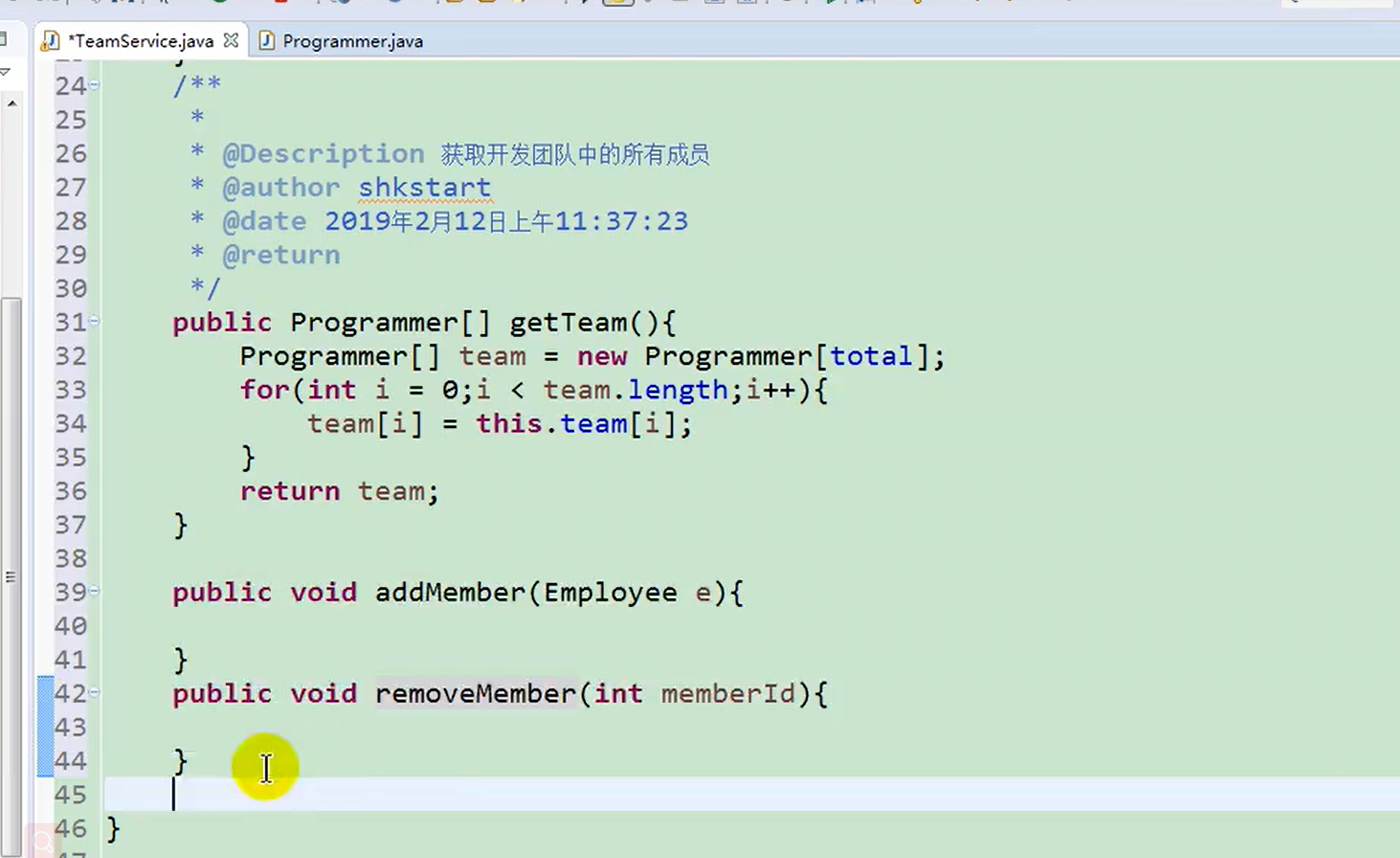 *TeamService.java
Programmer.java
24 /**
25 *
26 * @Description 获取开发团队中的所有成员
27 * @author shkstart
28 * @date 2019年2月12日上午11:37:23
29 * @return
30 */
31 public Programmer[] getTeam(){
32 Programmer[] team = new Programmer[total];
33 for(int i = 0;i < team.length;i++){
34 team[i] = this.team[i];
35 }
36 return team;
37 }
38
39 public void addMember(Employee e){
40
41 }
42 public void removeMember(int memberId){
43
44 }
45
46 }